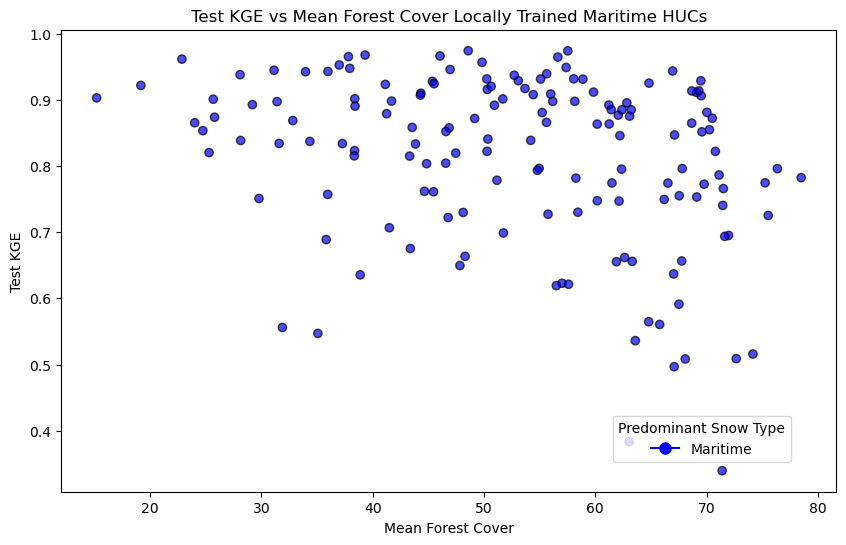 Test KGE vs Mean Forest Cover Locally Trained Maritime HUCs
1.0
0.9
0.8
0.7
0.6
0.5
0.4
Test KGE
Predominant Snow Type
Maritime
20 30 40 50 60 70 80
Mean Forest Cover